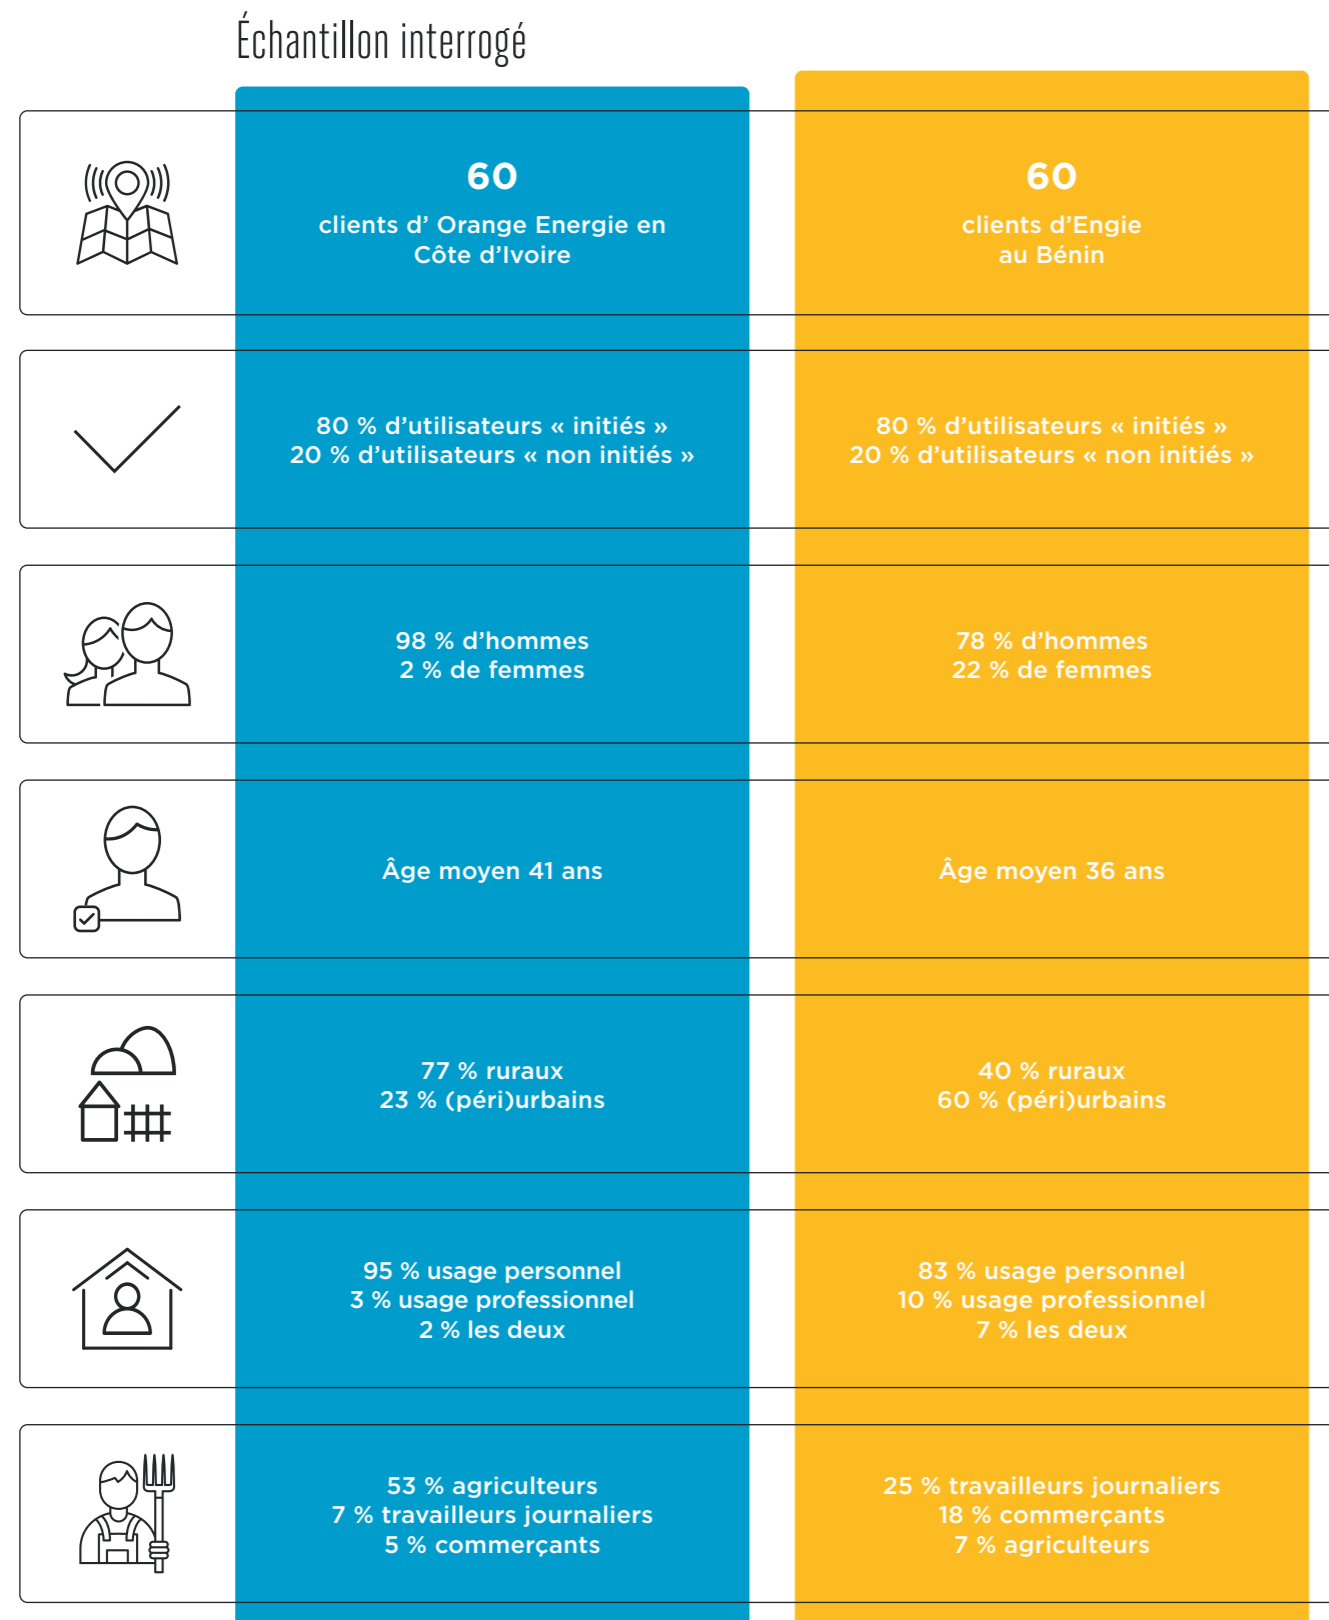 Échantillon interrogé
60
clients d' Orange Energie en
Côte d'Ivoire
60
clients d'Engie
au Bénin
80 % d'utilisateurs « initiés »
20 % d'utilisateurs « non initiés »
80 % d'utilisateurs « initiés »
20 % d'utilisateurs « non initiés »
98 % d'hommes
2 % de femmes
78 % d'hommes
22 % de femmes
Âge moyen 41 ans
Âge moyen 36 ans
77 % ruraux
23 % (péri)urbains
40 % ruraux
60 % (péri)urbains
95 % usage personnel
3 % usage professionnel
2 % les deux
83 % usage personnel
10 % usage professionnel
7 % les deux
53 % agriculteurs
7 % travailleurs journaliers
5 % commerçants
25 % travailleurs journaliers
18 % commerçants
7 % agriculteurs